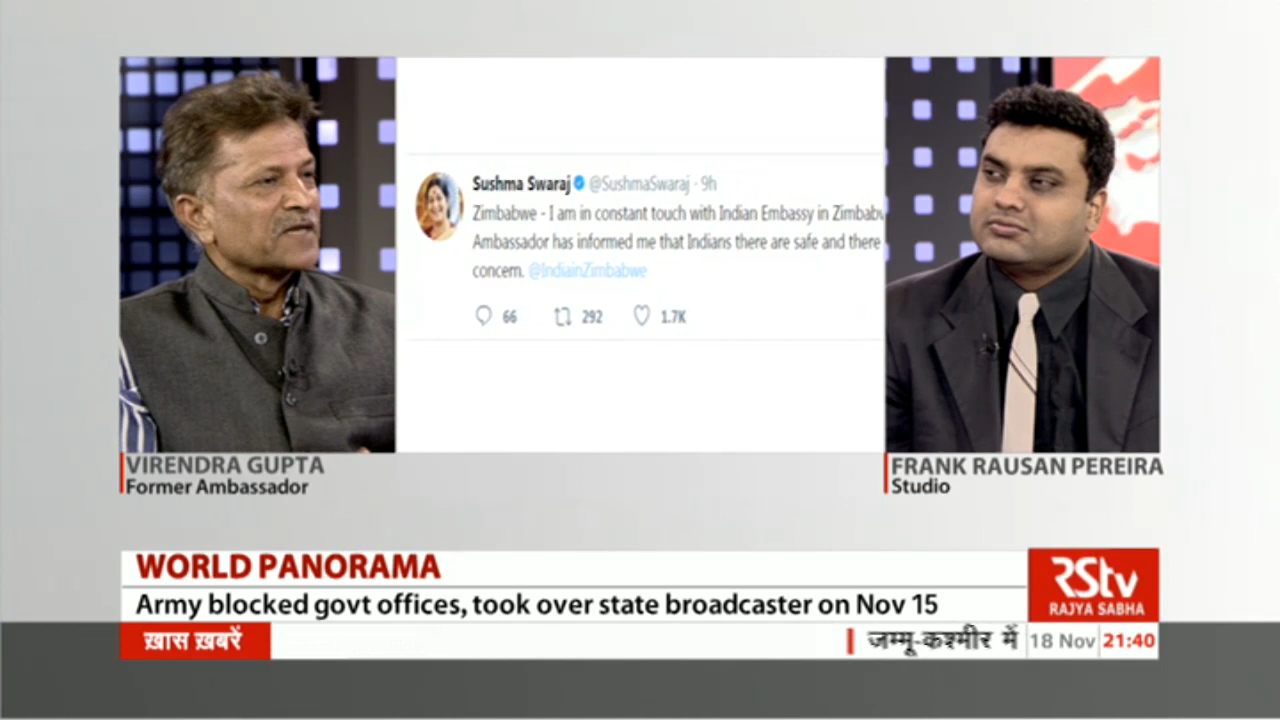 Sushma Swaraj @SushmaSwaraj - 9h
Zimbabwe - I am in constant touch with Indian Embassy in
Ambassador has informed me that Indians there are safe and there
concern. @IndiainZimbabwe
66 292 1.7K
VIRENDRA GUPTA
Former Ambassador
FRANK RAUSAN PEREIRA
Studio
WORLD PANORAMA
Army blocked govt offices, took over state broadcaster on Nov 15
RStv
RAJYA SABHA
ख़ास ख़बरें
जम्मू-कश्मीर में
18 Nov 21:40